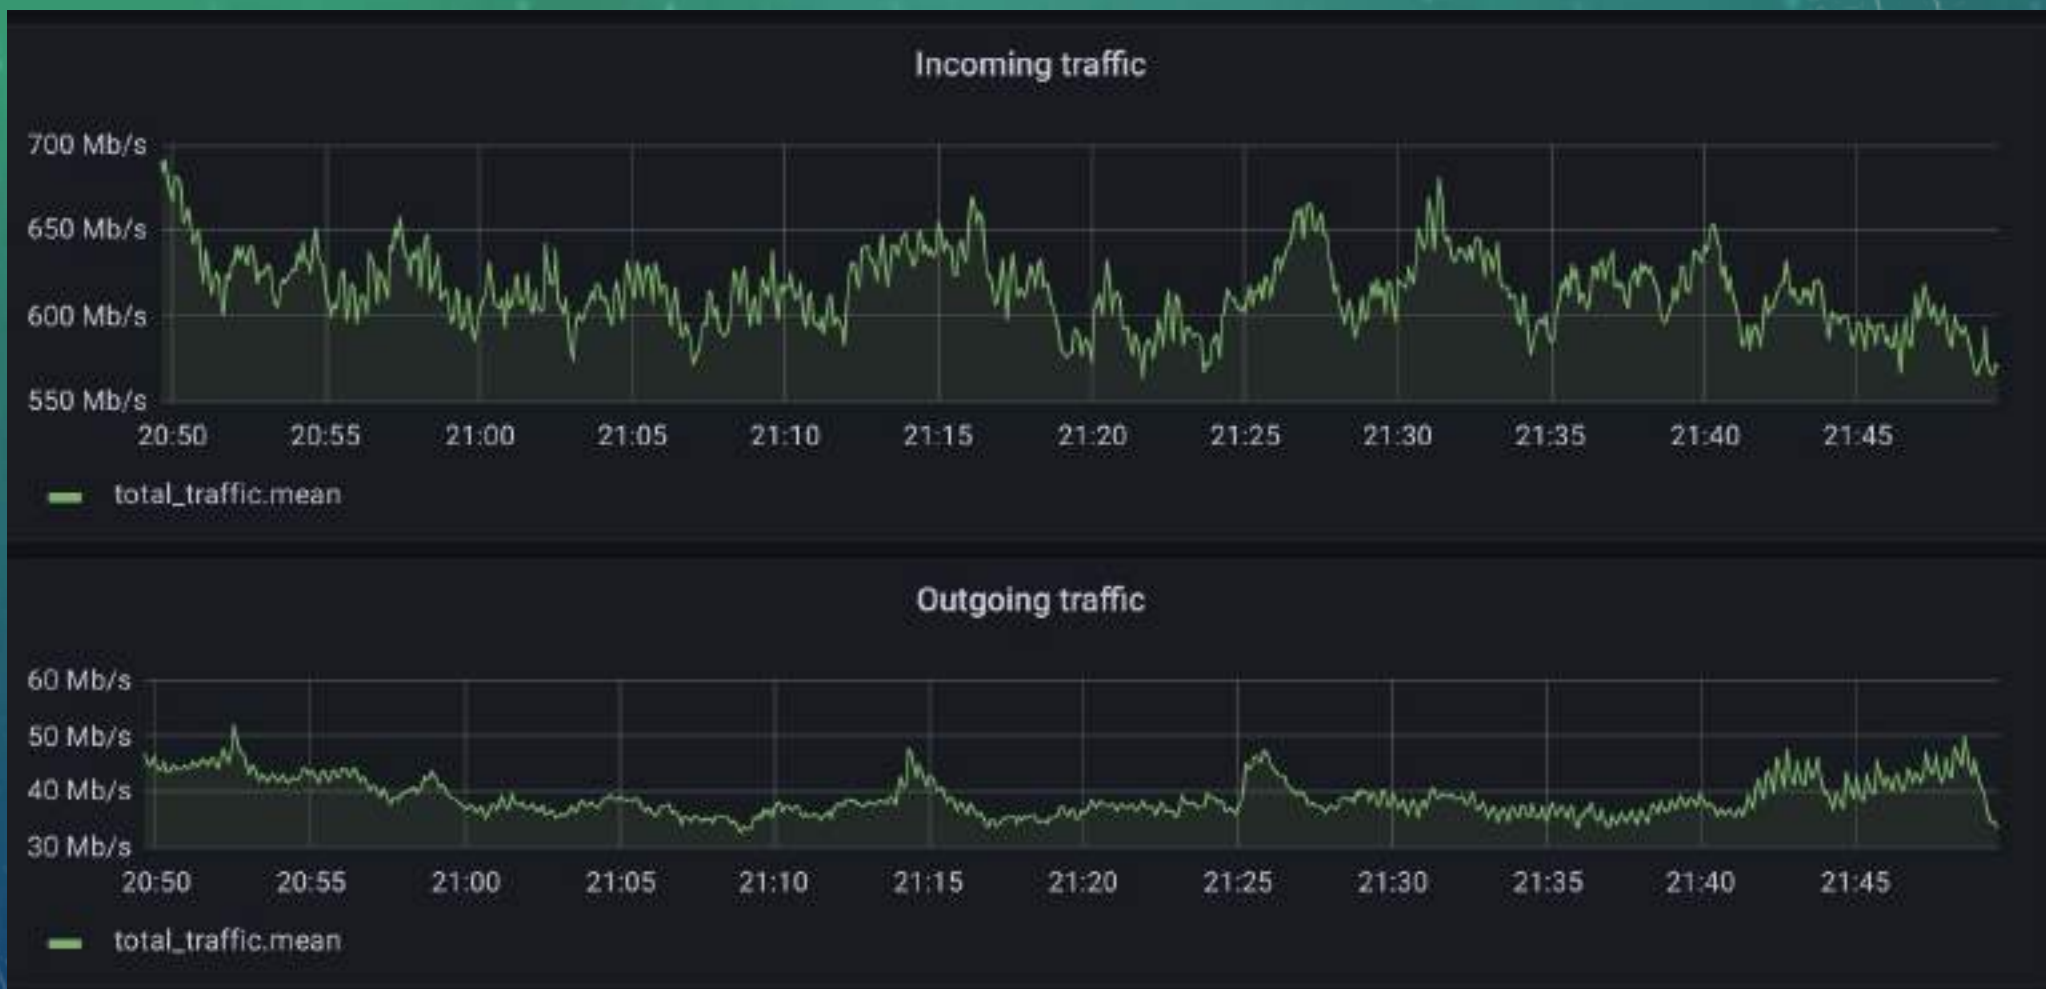 Incoming traffic
700 Mb/s
650 Mb/s
600 Mb/s
550 Mb/s
20:50 20:55 21:00 21:05 21:10 21:15 21:20 21:25 21:30 21:35 21:40 21:45
total_traffic.mean
Outgoing traffic
60 Mb/s
50 Mb/s
40 Mb/s
30 Mb/s
20:50 20:55 21:00 21:05 21:10 21:15 21:20 21:25 21:30 21:35 21:40 21:45
total_traffic.mean